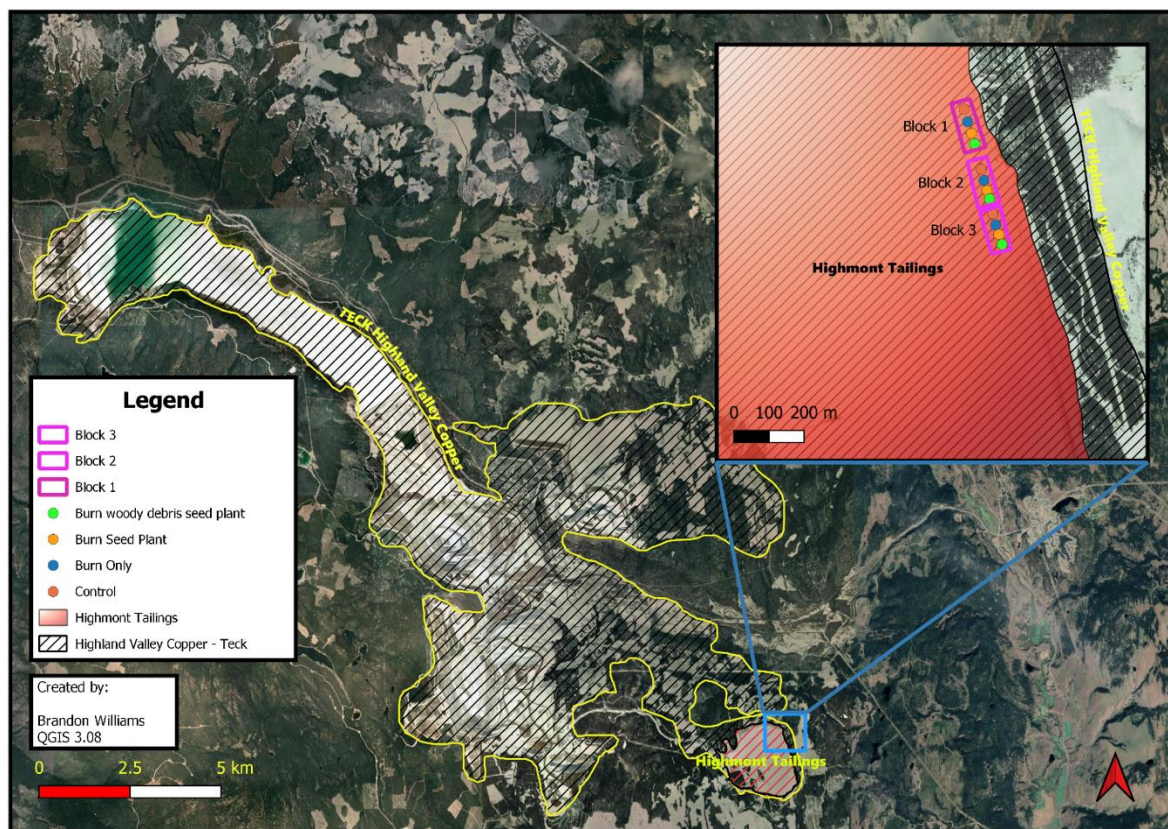 Block 1
Block 2
Block 3
Highmont Tailings
TECK Highland Valley Copper
0 100 200 m
TECK Highland Valley Copper
Legend
Block 3
Block 2
Block 1
Burn woody debris seed plant
Burn Seed Plant
Burn Only
Control
Highmont Tailings
Highland Valley Copper - Teck
Created by:
Brandon Williams
QGIS 3.08
0 2.5 5 km
Highmont Tailings